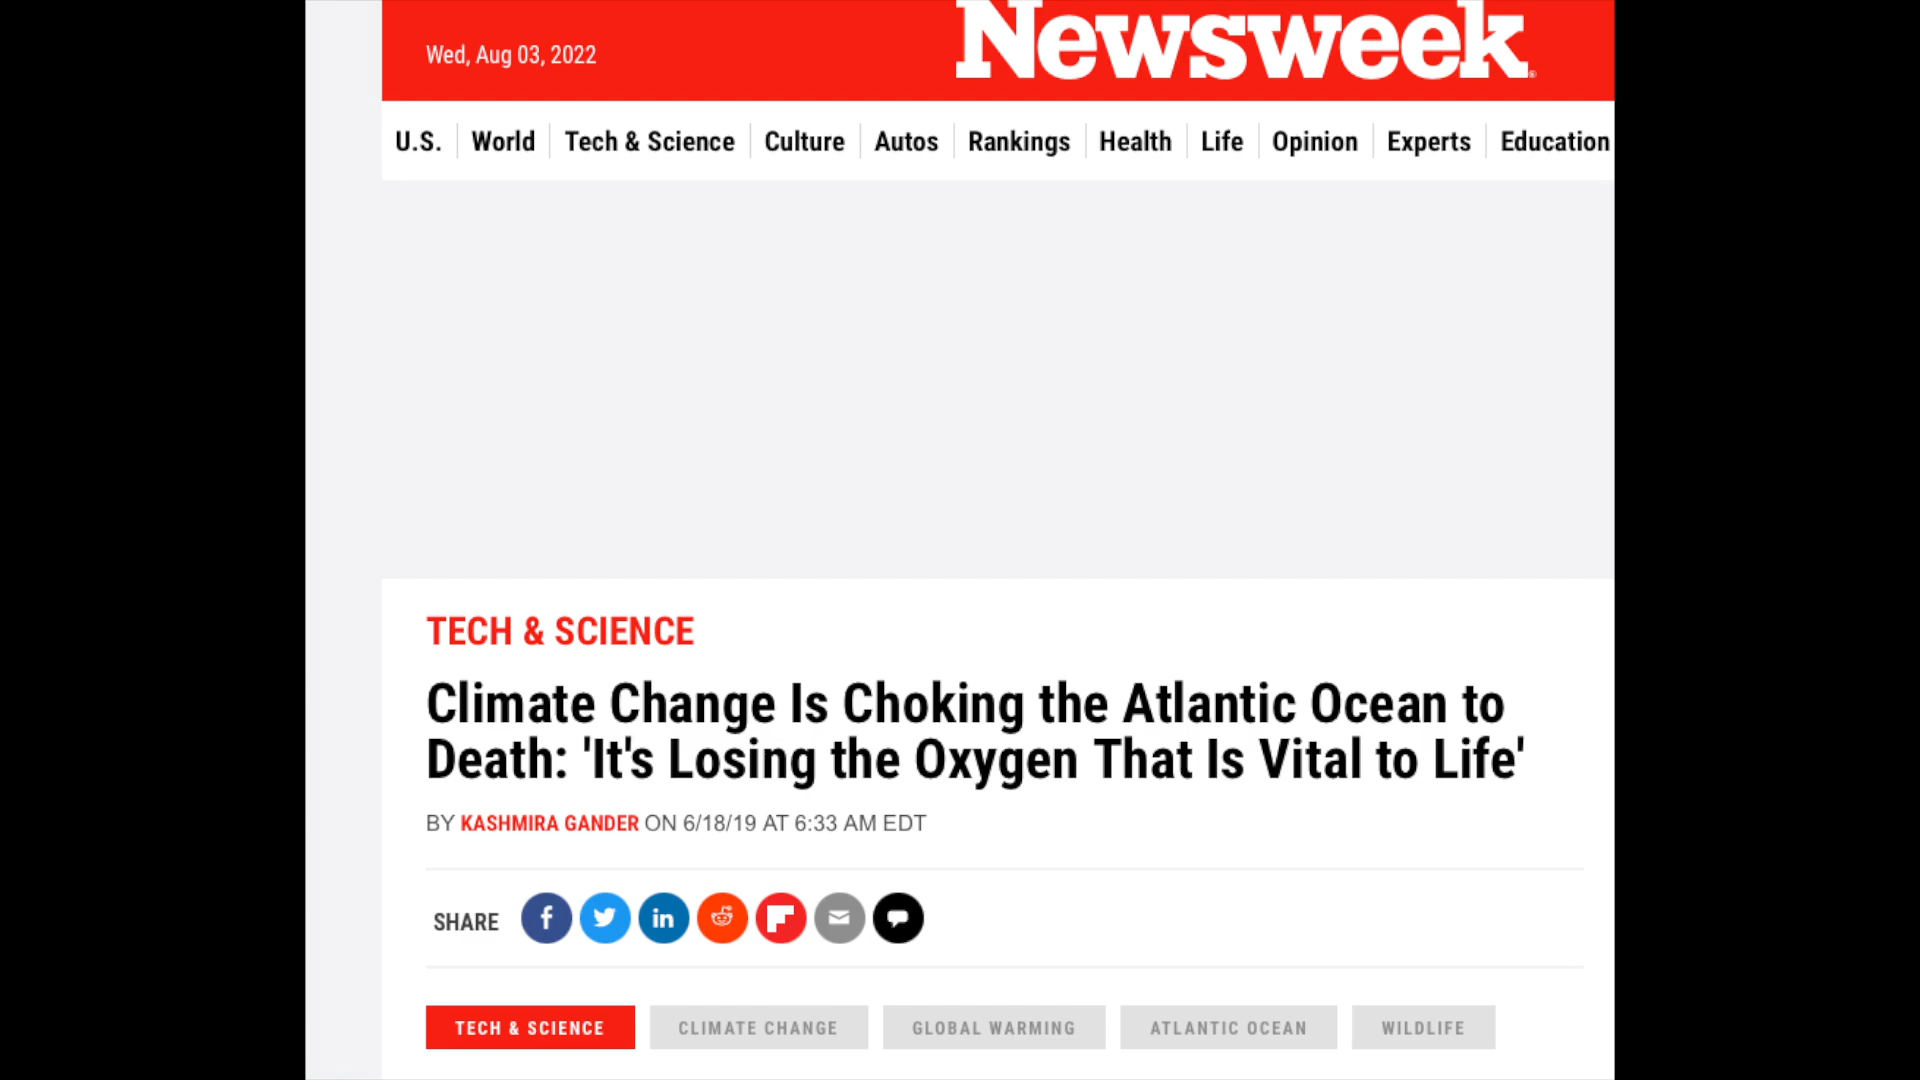 Wed, Aug 03, 2022
Newsweek
U.S. World Tech & Science Culture Autos Rankings Health Life Opinion Experts Education
TECH & SCIENCE
Climate Change Is Choking the Atlantic Ocean to
Death: 'It's Losing the Oxygen That Is Vital to Life'
BY KASHMIRA GANDER ON 6/18/19 AT 6:33 AM EDT
SHARE
TECH & SCIENCE CLIMATE CHANGE GLOBAL WARMING ATLANTIC OCEAN WILDLIFE